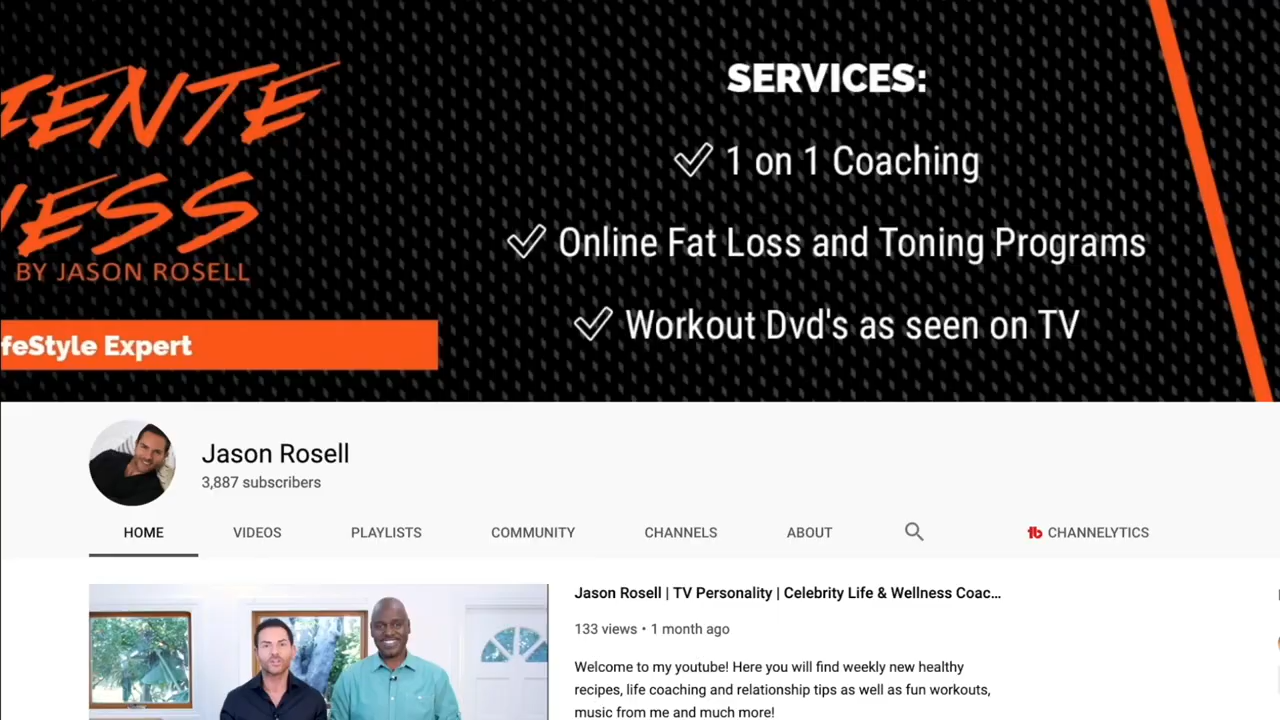 IENTE
NESS
BY JASON ROSELL
feStyle Expert
SERVICES:
1 on 1 Coaching
Online Fat Loss and Toning Programs
Workout Dvd's as seen on TV
Jason Rosell
3,887 subscribers
HOME VIDEOS PLAYLISTS COMMUNITY CHANNELS ABOUT tb CHANNELYTICS
Jason Rosell | TV Personality | Celebrity Life & Wellness Coac...
133 views • 1 month ago
Welcome to my youtube! Here you will find weekly new healthy
recipes, life coaching and relationship tips as well as fun workouts,
music from me and much more!